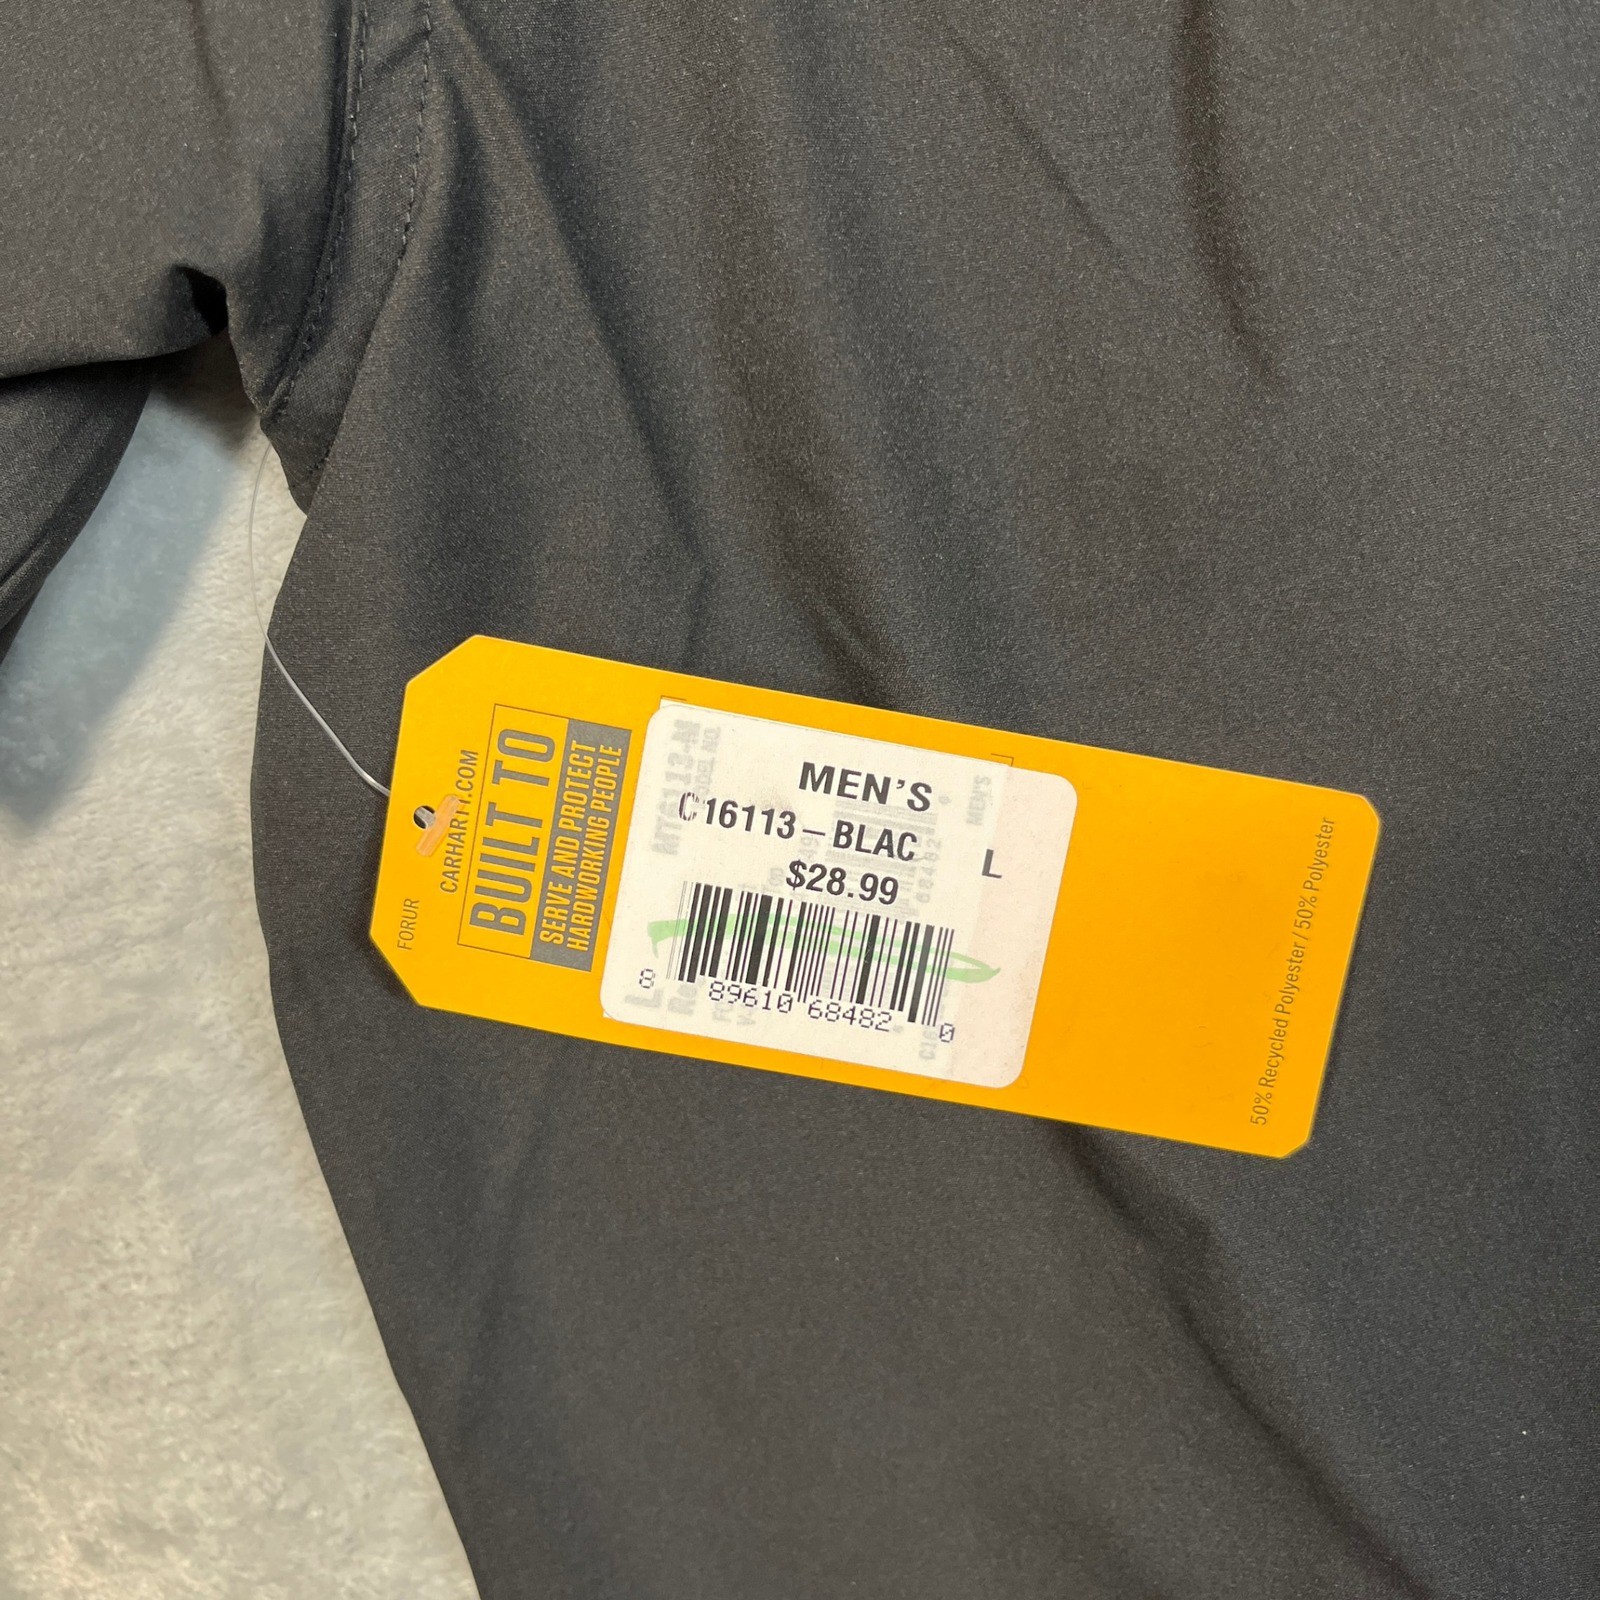 FORUR
CARHARTT.COM
BUILT TO
SERVE AND PROTECT
HARDWORKING PEOPLE
MEN'S
C16113-BLAC
L
$28.99
8 89610 68482 0
MEN'S
50% Recycled Polyester / 50% Polyester